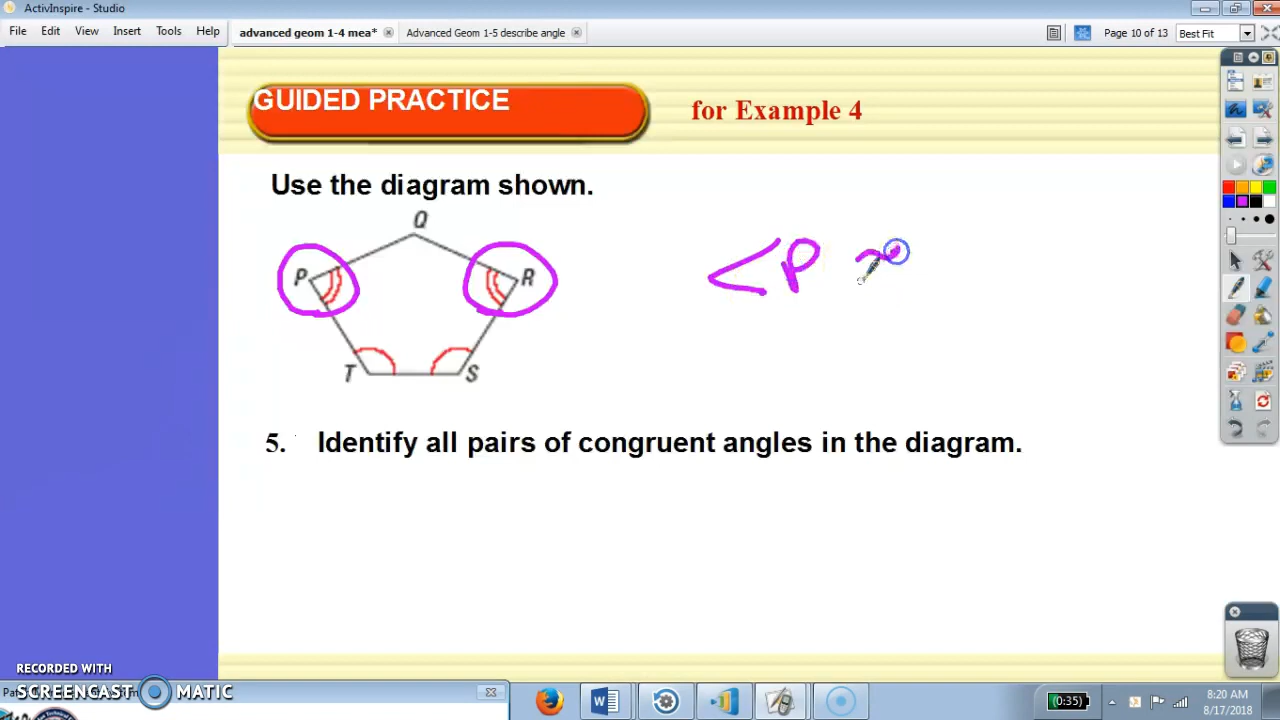 ActivInspire - Studio
File Edit View Insert Tools Help
advanced geom 1-4 mea*
Advanced Geom 1-5 describe angle
Page 10 of 13
Best Fit
GUIDED PRACTICE
for Example 4
Use the diagram shown.
Q
P
R
T
S
<P ~
5. Identify all pairs of congruent angles in the diagram.
RECORDED WITH
SCREENCAST MATIC
(0:35)
8:20 AM
8/17/2018